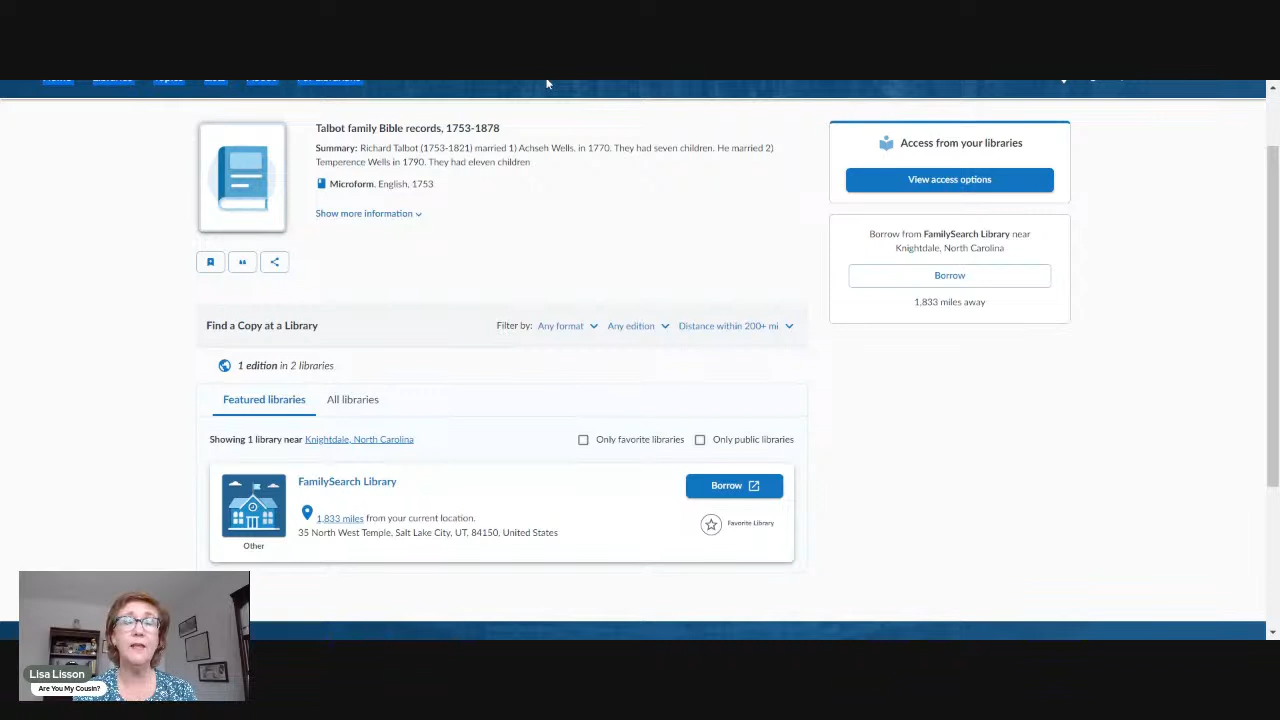 Talbot family Bible records, 1753-1878
Summary: Richard Talbot (1753-1821) married 1) Achseh Wells. in 1770. They had seven children. He married 2)
Temperence Wells in 1790. They had eleven children
Microform, English, 1753
Show more information
Access from your libraries
View access options
Borrow from FamilySearch Library near
Knightdale, North Carolina
Borrow
1,833 miles away
Find a Copy at a Library
Filter by: Any format Any edition Distance within 200+ mi
1 edition in 2 libraries
Featured libraries All libraries
Showing 1 library near Knightdale, North Carolina Only favorite libraries Only public libraries
FamilySearch Library
Borrow
1,833 miles from your current location.
Favorite Library
35 North West Temple, Salt Lake City, UT, 84150, United States
Other
Lisa Lisson
Are You My Cousin?